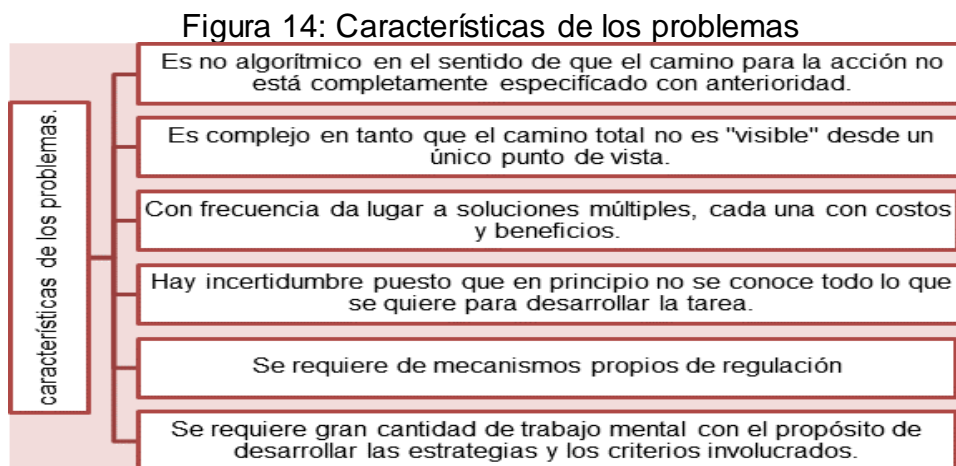 Figura 14: Características de los problemas
características de los problemas.
Es no algorítmico en el sentido de que el camino para la acción no
está completamente especificado con anterioridad.
Es complejo en tanto que el camino total no es "visible" desde un
único punto de vista.
Con frecuencia da lugar a soluciones múltiples, cada una con costos
y beneficios.
Hay incertidumbre puesto que en principio no se conoce todo lo que
se quiere para desarrollar la tarea.
Se requiere de mecanismos propios de regulación
Se requiere gran cantidad de trabajo mental con el propósito de
desarrollar las estrategias y los criterios involucrados.